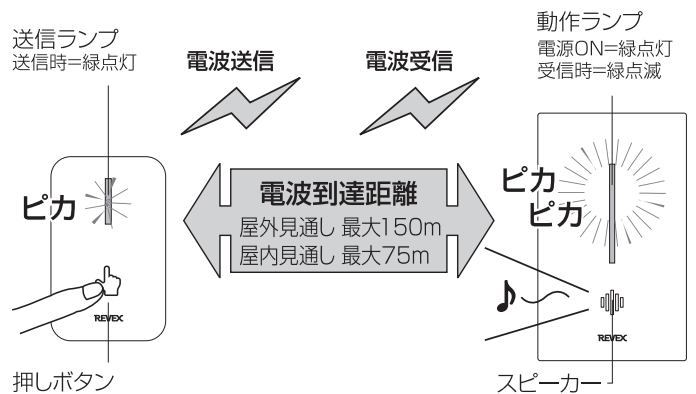 送信ランプ
送信時=緑点灯
電波送信
電波受信
動作ランプ
電源ON=緑点灯
受信時=緑点滅
ピカ
電波到達距離
屋外見通し 最大150m
屋内見通し 最大75m
ピカ
ピカ
REVEX
REVEX
押しボタン
スピーカー